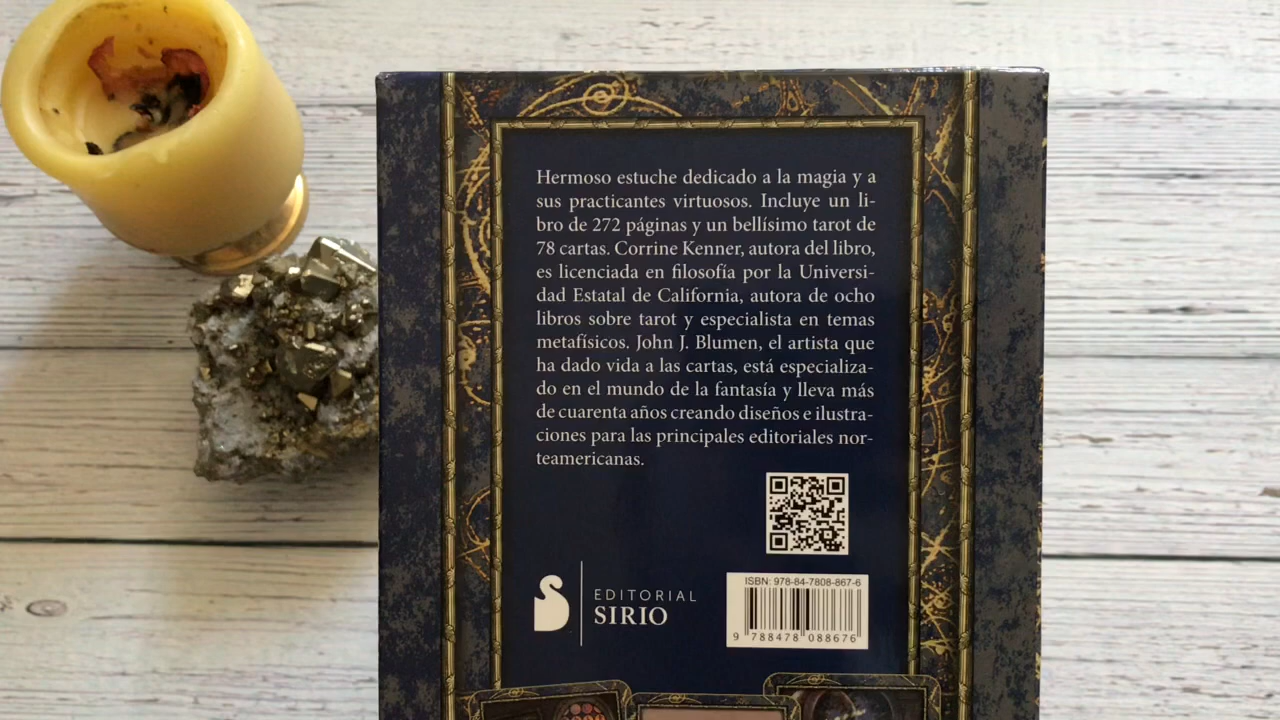 Hermoso estuche dedicado a la magia y a
sus practicantes virtuosos. Incluye un li-
bro de 272 páginas y un bellísimo tarot de
78 cartas. Corrine Kenner, autora del libro,
es licenciada en filosofía por la Universi-
dad Estatal de California, autora de ocho
libros sobre tarot y especialista en temas
metafísicos. John J. Blumen, el artista que
ha dado vida a las cartas, está especializa-
do en el mundo de la fantasía y lleva más
de cuarenta años creando diseños e ilustra-
ciones para las principales editoriales nor-
teamericanas.
EDITORIAL
SIRIO
ISBN: 978-84-7808-867-6
9 788478 088676